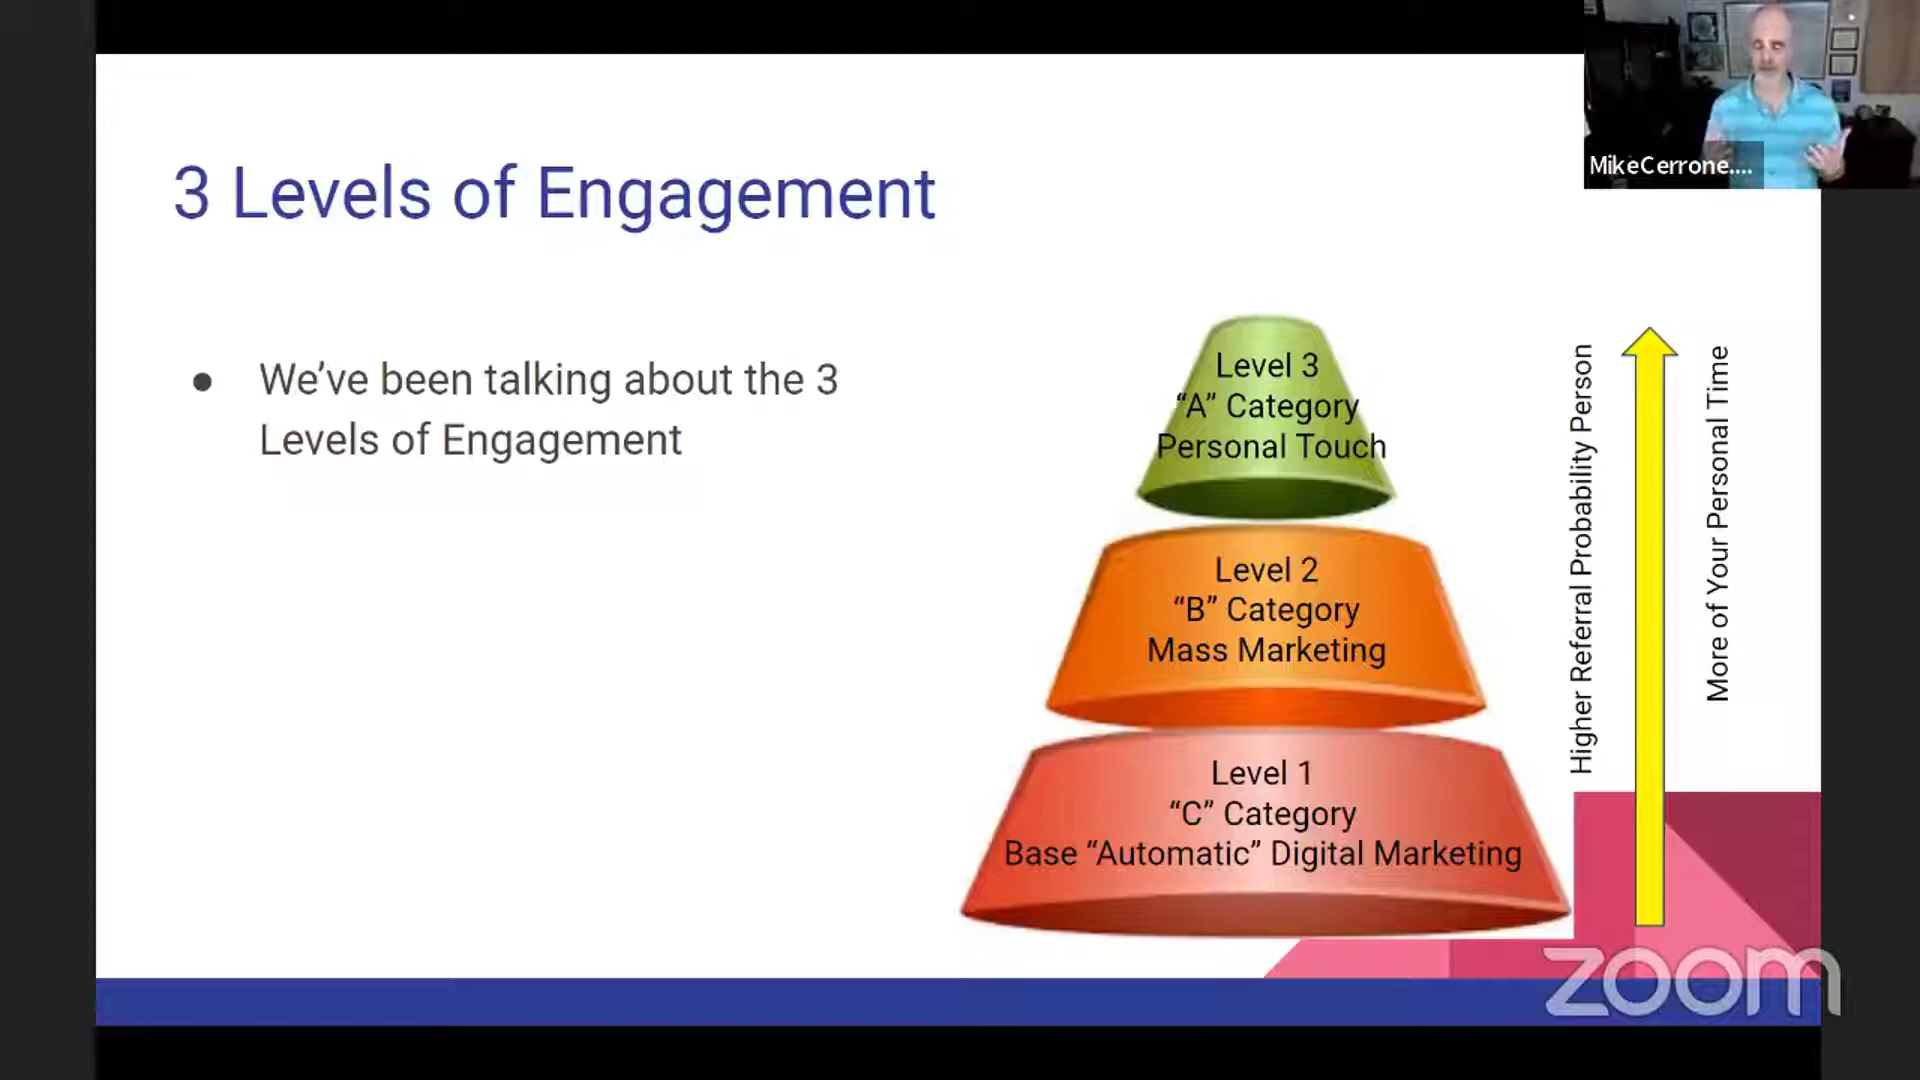 MikeCerrone....
3 Levels of Engagement
● We’ve been talking about the 3
Levels of Engagement
Level 3
“A” Category
Personal Touch
Level 2
“B” Category
Mass Marketing
Level 1
“C” Category
Base “Automatic” Digital Marketing
Higher Referral Probability Person
More of Your Personal Time
zoom